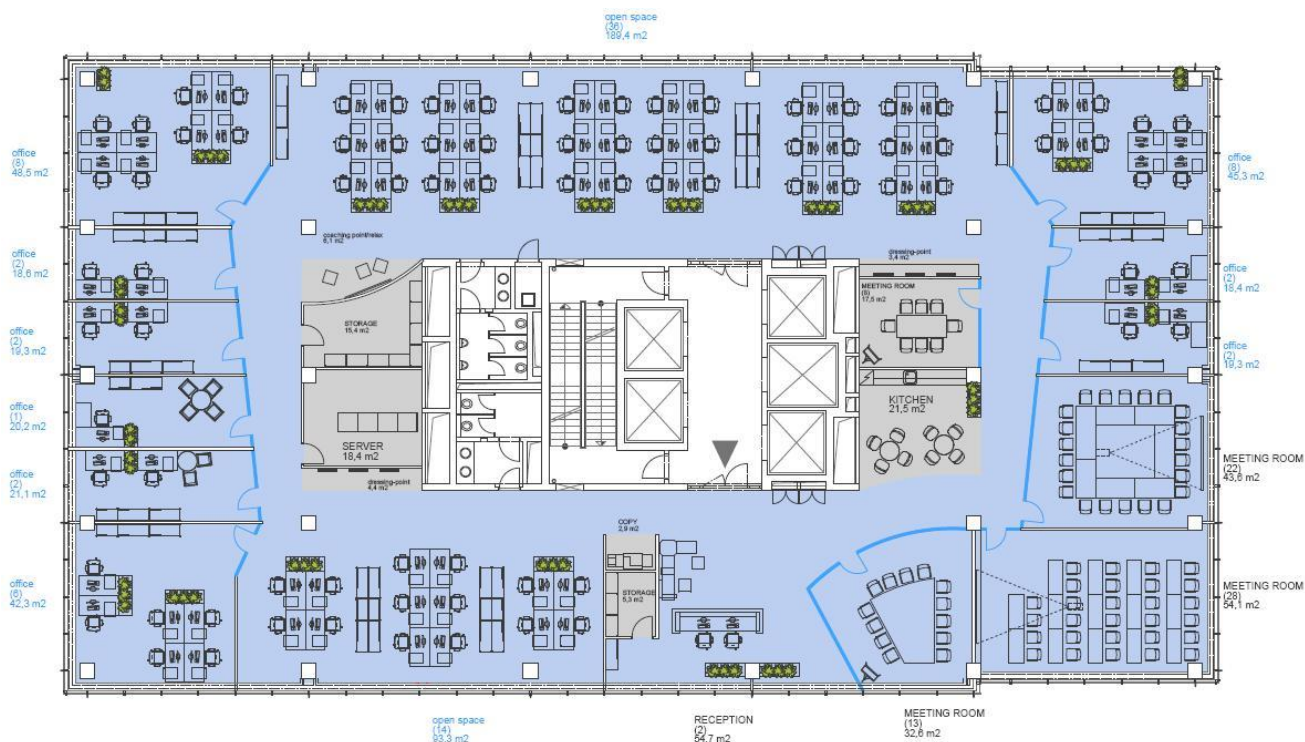 open space
(36)
189,4 m2
office
(8)
48,5 m2
office
(8)
45,3 m2
coaching point/relax
6,1 m2
dressing-point
3,4 m2
office
(2)
18,6 m2
office
(2)
18,4 m2
MEETING ROOM
(8)
17,5 m2
STORAGE
15,4 m2
office
(2)
19,3 m2
office
(2)
19,3 m2
office
(1)
20,2 m2
KITCHEN
21,5 m2
SERVER
18,4 m2
office
(2)
21,1 m2
dressing-point
4,4 m2
MEETING ROOM
(22)
43,6 m2
COPY
2,9 m2
office
(6)
42,3 m2
STORAGE
5,3 m2
MEETING ROOM
(28)
54,1 m2
open space
(14)
93,3 m2
RECEPTION
(2)
54,7 m2
MEETING ROOM
(13)
32,6 m2